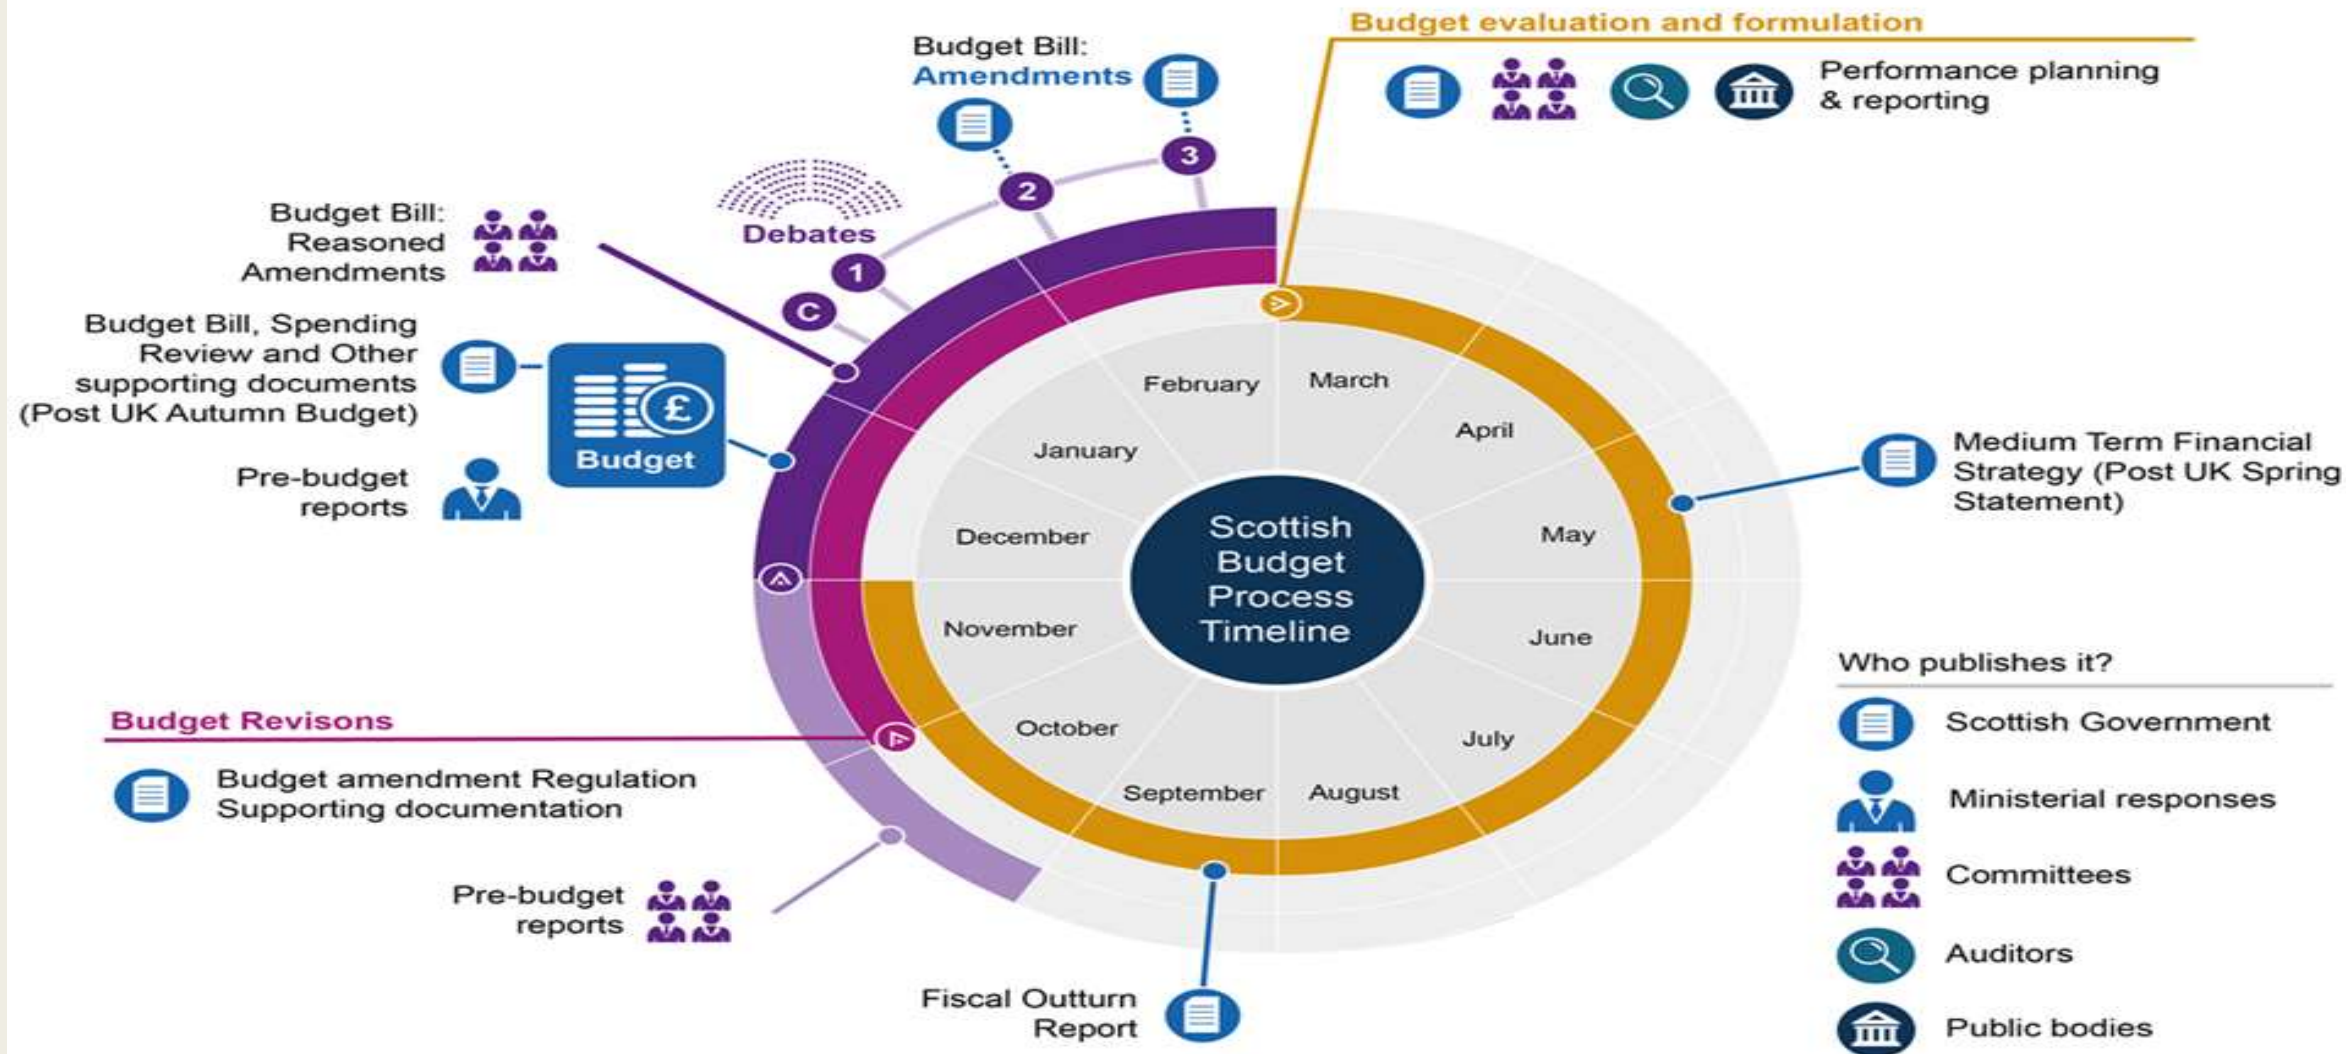 Budget evaluation and formulation
Performance planning
& reporting
Budget Bill:
Amendments
3
2
1
C
Debates
Budget Bill:
Reasoned
Amendments
Budget Bill, Spending
Review and Other
supporting documents
(Post UK Autumn Budget)
£
Budget
Pre-budget
reports
February
March
January
April
December
May
November
June
October
July
September
August
Scottish
Budget
Process
Timeline
Medium Term Financial
Strategy (Post UK Spring
Statement)
Budget Revisons
Budget amendment Regulation
Supporting documentation
Pre-budget
reports
Fiscal Outturn
Report
Who publishes it?
Scottish Government
Ministerial responses
Committees
Auditors
Public bodies